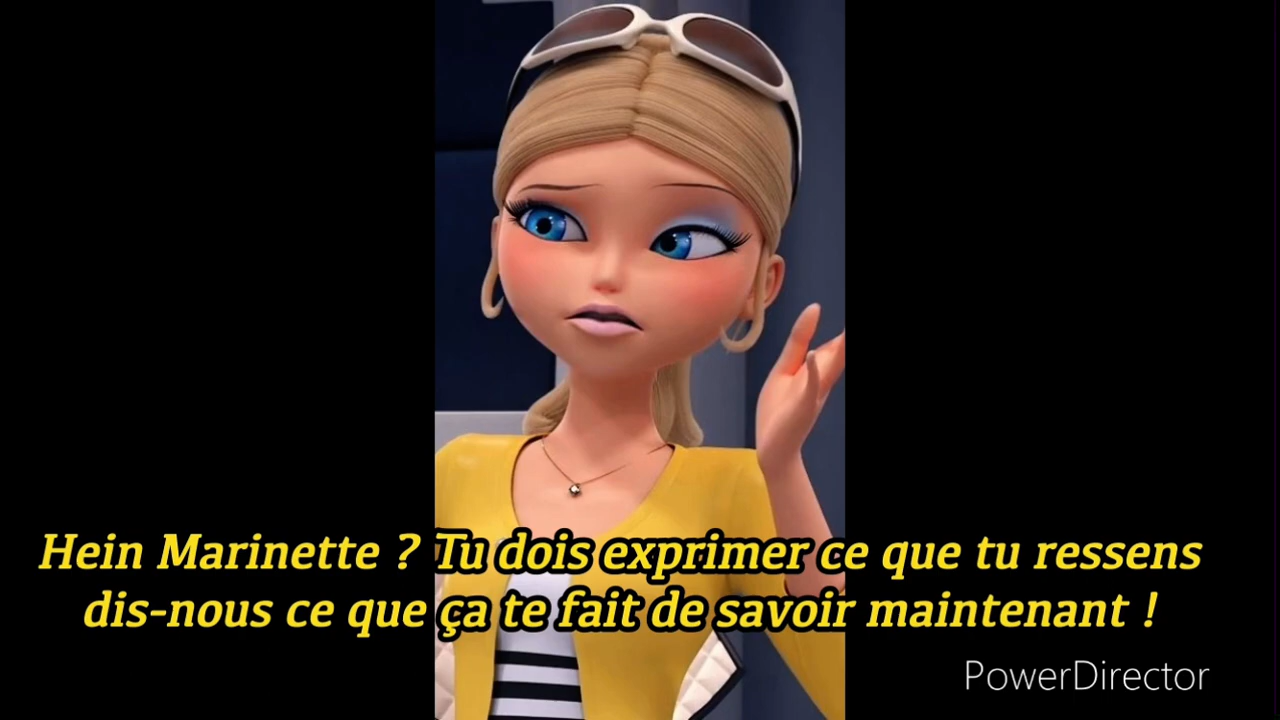 Hein Marinette ? Tu dois exprimer ce que tu ressens
dis-nous ce que ça te fait de savoir maintenant !
PowerDirector